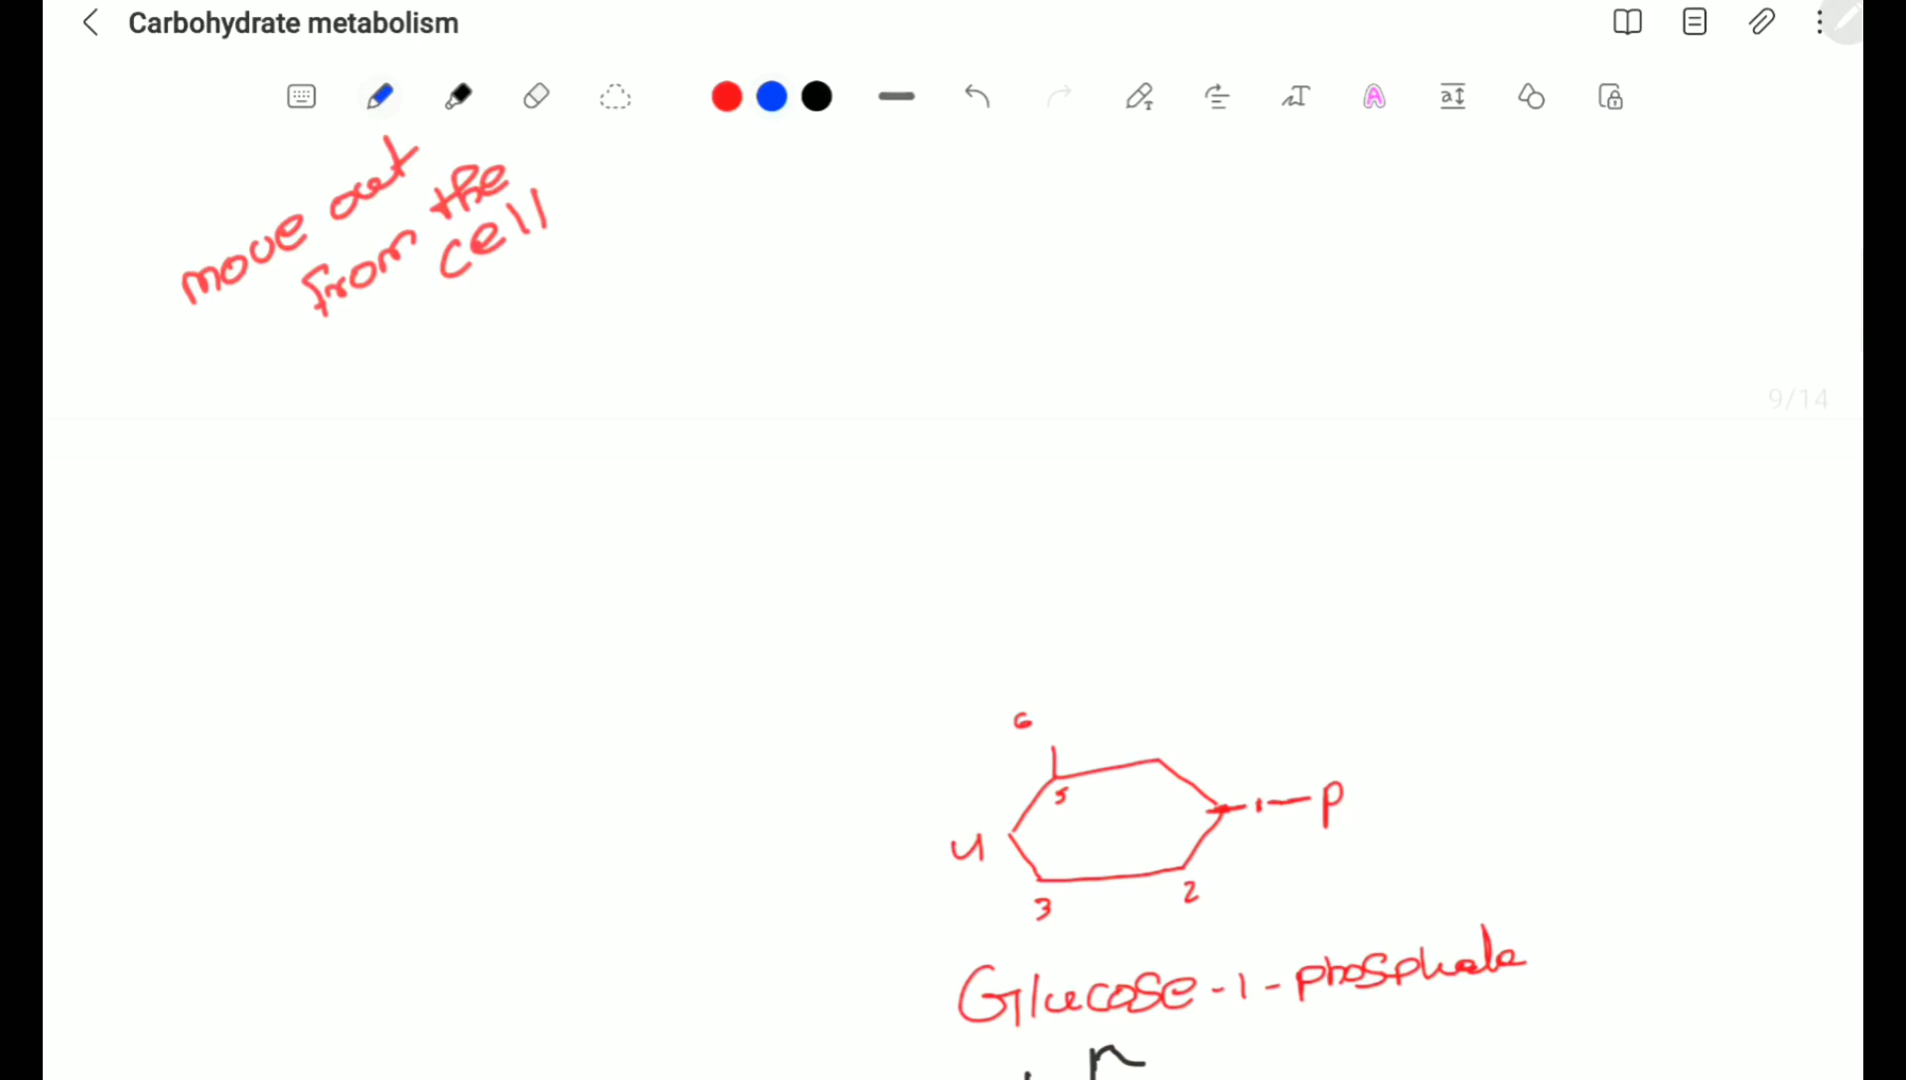 Carbohydrate metabolism
move out
from the
cell
9/14
6
5
1-P
4
3
2
Glucose-1-phosphate